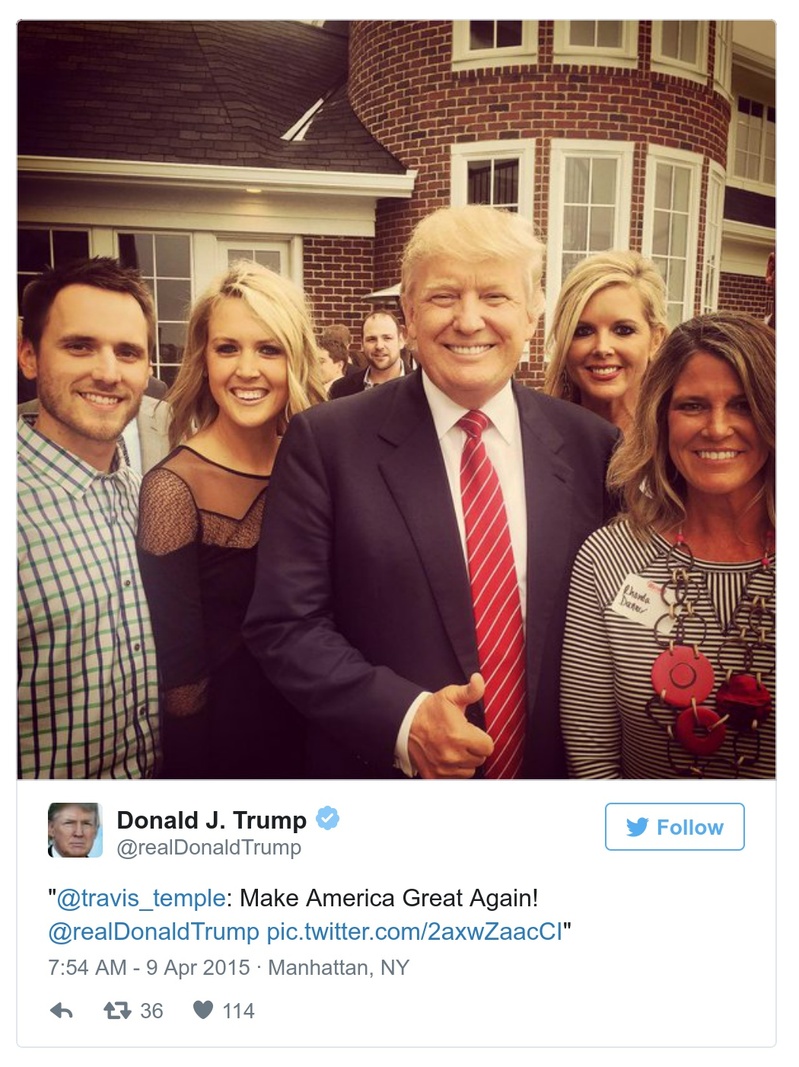 Rhonda
Donald J. Trump
@realDonaldTrump
Follow
"@travis_temple: Make America Great Again!
@realDonaldTrump pic.twitter.com/2axwZaacCI"
7:54 AM - 9 Apr 2015 · Manhattan, NY
36 114